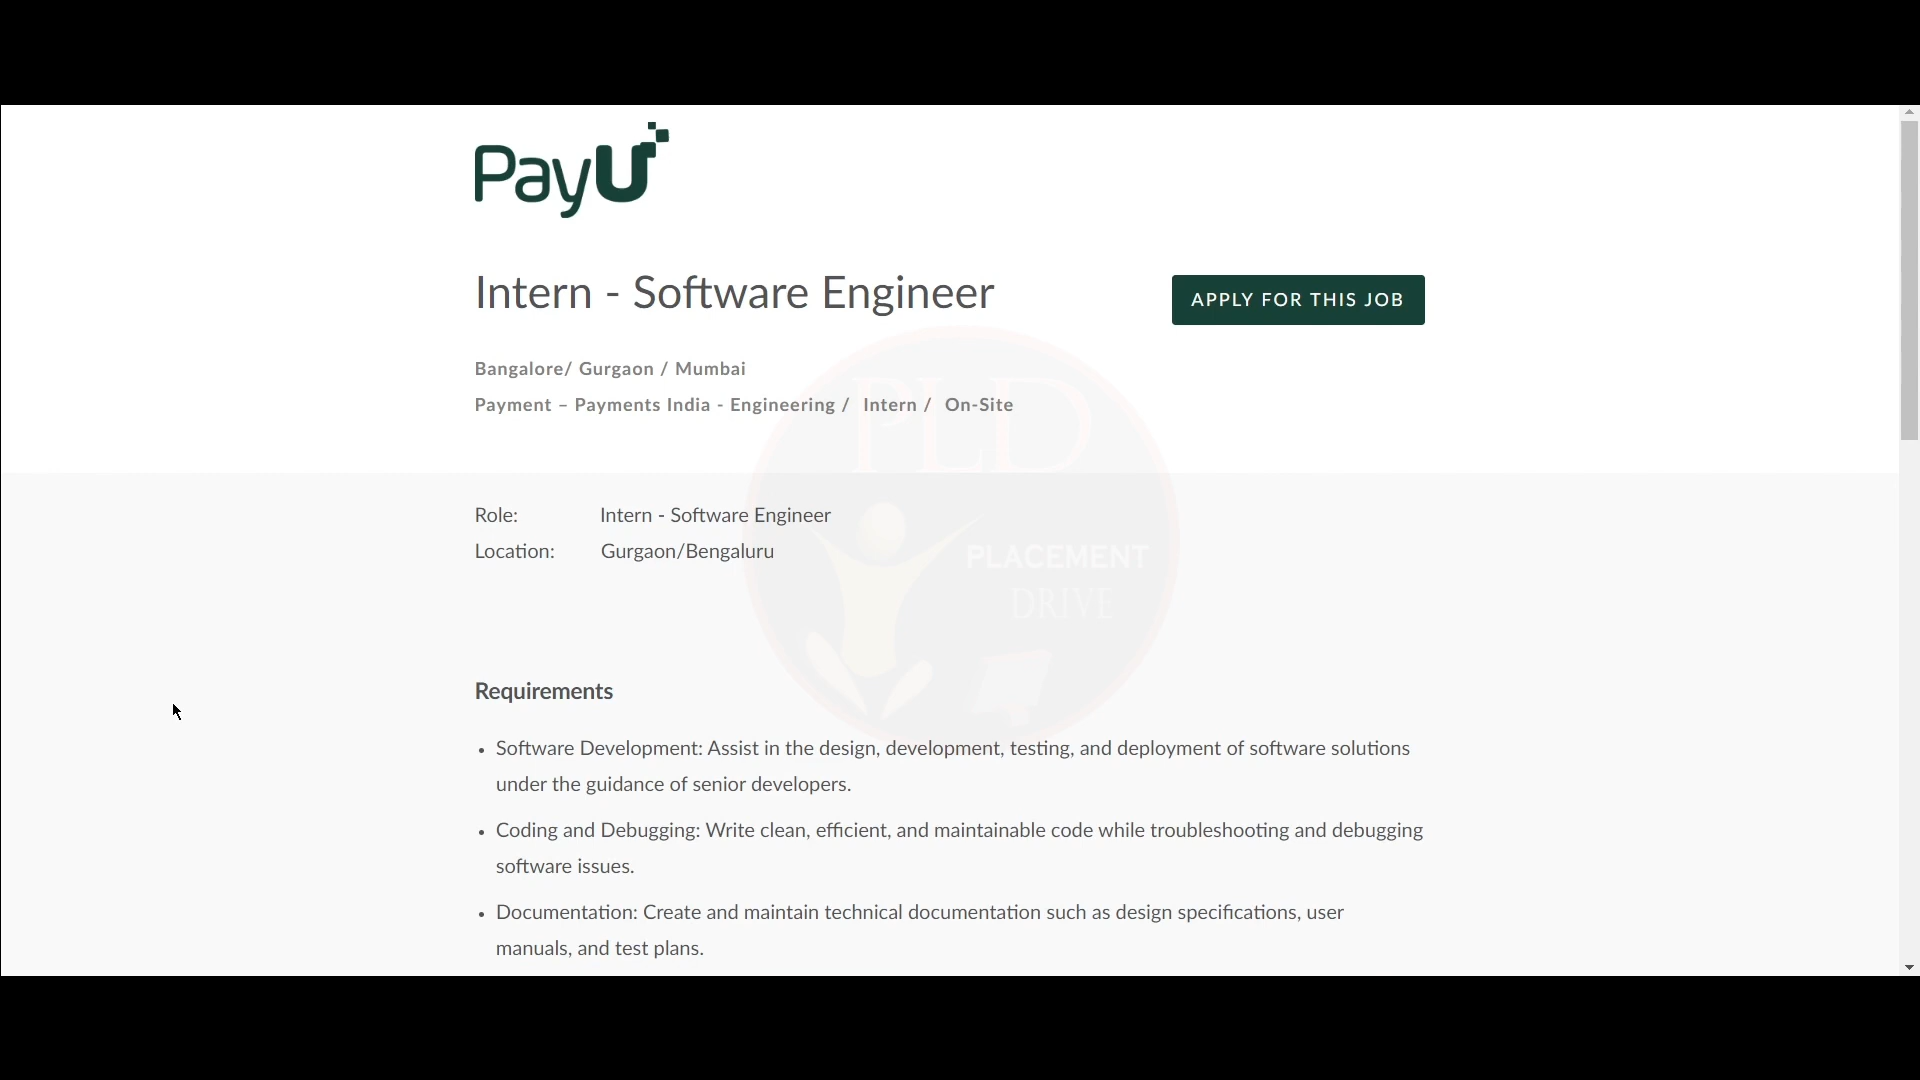 PayU
Intern - Software Engineer
APPLY FOR THIS JOB
Bangalore/ Gurgaon / Mumbai
Payment – Payments India - Engineering / Intern / On-Site
PLD
PLACEMENT
DRIVE
Role: Intern - Software Engineer
Location: Gurgaon/Bengaluru
Requirements
• Software Development: Assist in the design, development, testing, and deployment of software solutions
under the guidance of senior developers.
• Coding and Debugging: Write clean, efficient, and maintainable code while troubleshooting and debugging
software issues.
• Documentation: Create and maintain technical documentation such as design specifications, user
manuals, and test plans.